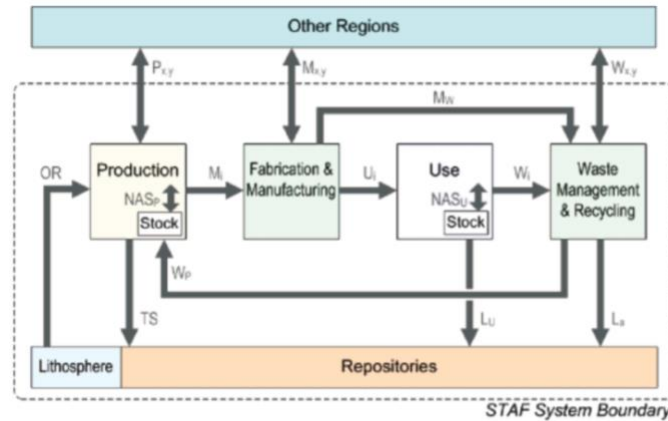 Other Regions
Px,y
Mx,y
Wx,y
MW
OR
Production
Mi
Fabrication &
Manufacturing
Ui
Use
Wi
Waste
Management
& Recycling
NASP
Stock
NASU
Stock
WP
TS
LU
La
Lithosphere
Repositories
STAF System Boundary